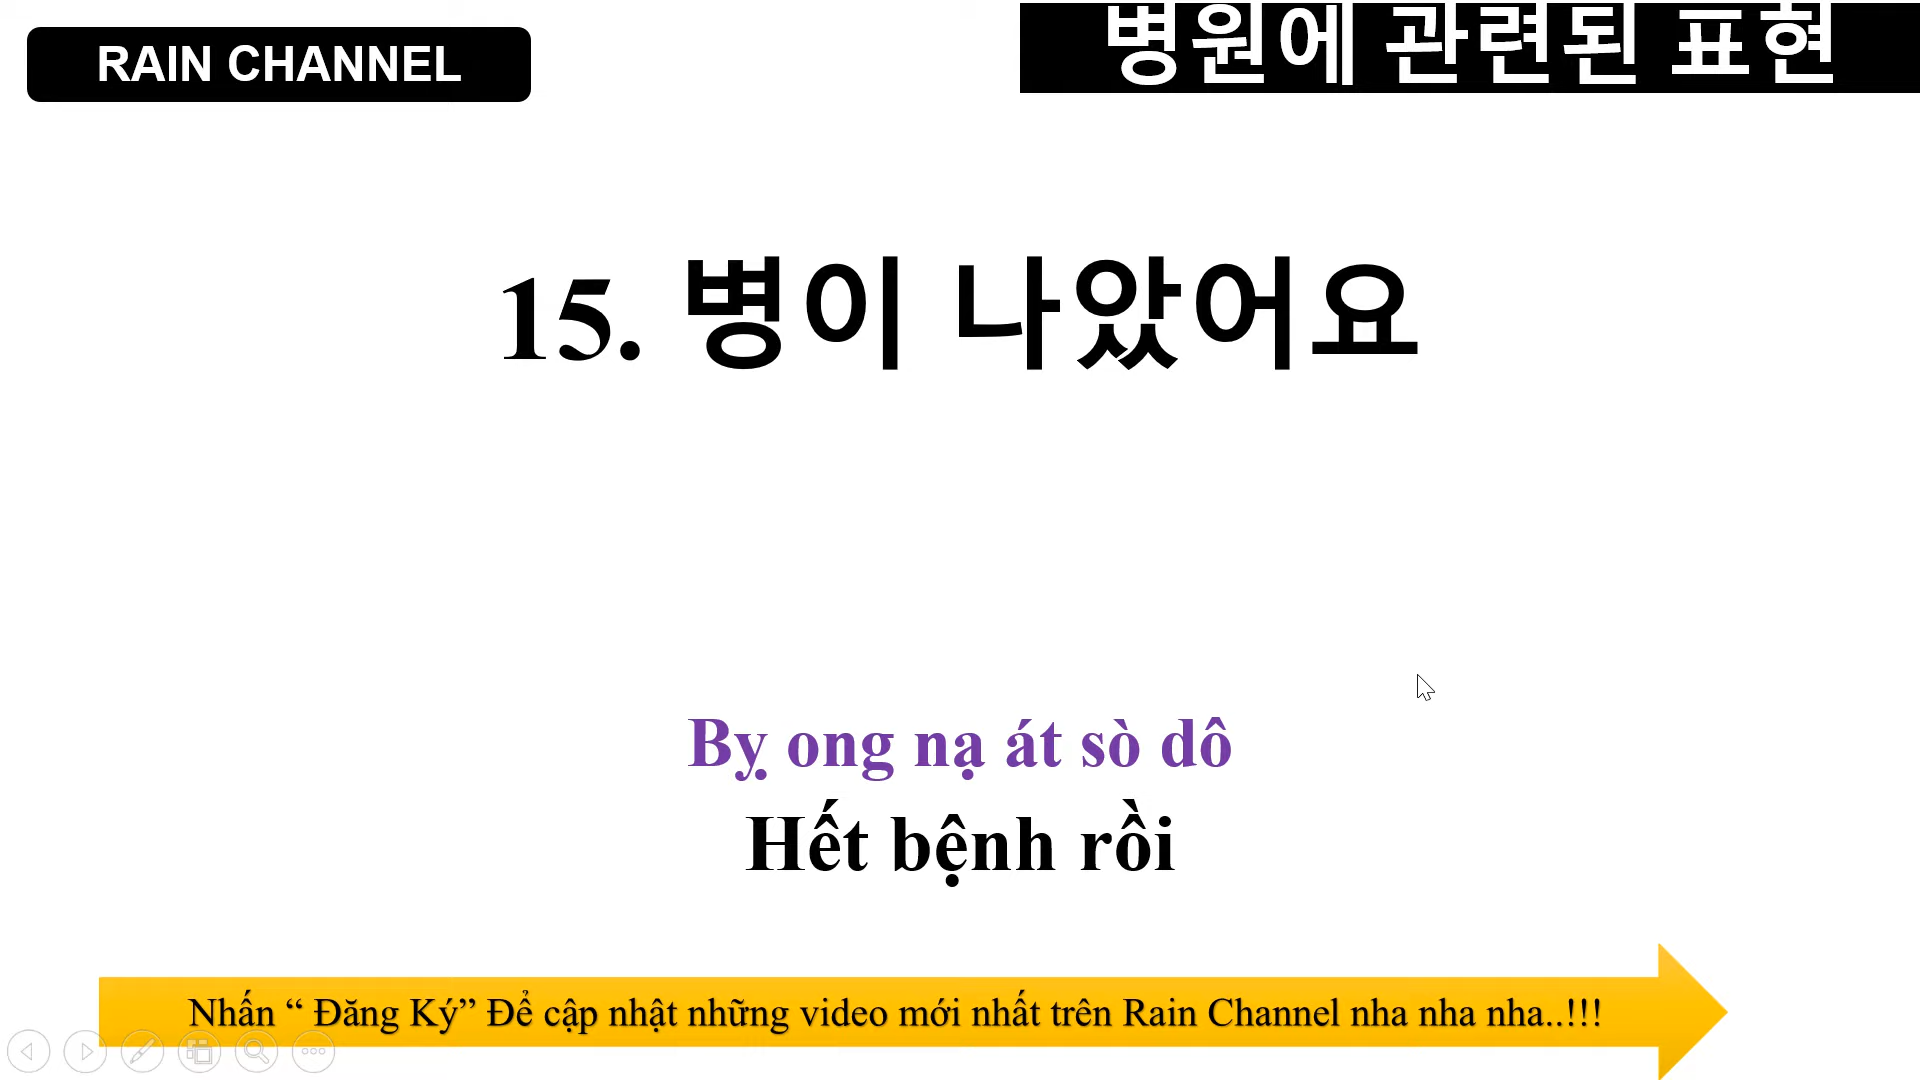 RAIN CHANNEL
병원에 관련된 표현
15. 병이 나았어요
Bỵ ong nạ át sò dô
Hết bệnh rồi
Nhấn “ Đăng Ký” Để cập nhật những video mới nhất trên Rain Channel nha nha nha..!!!